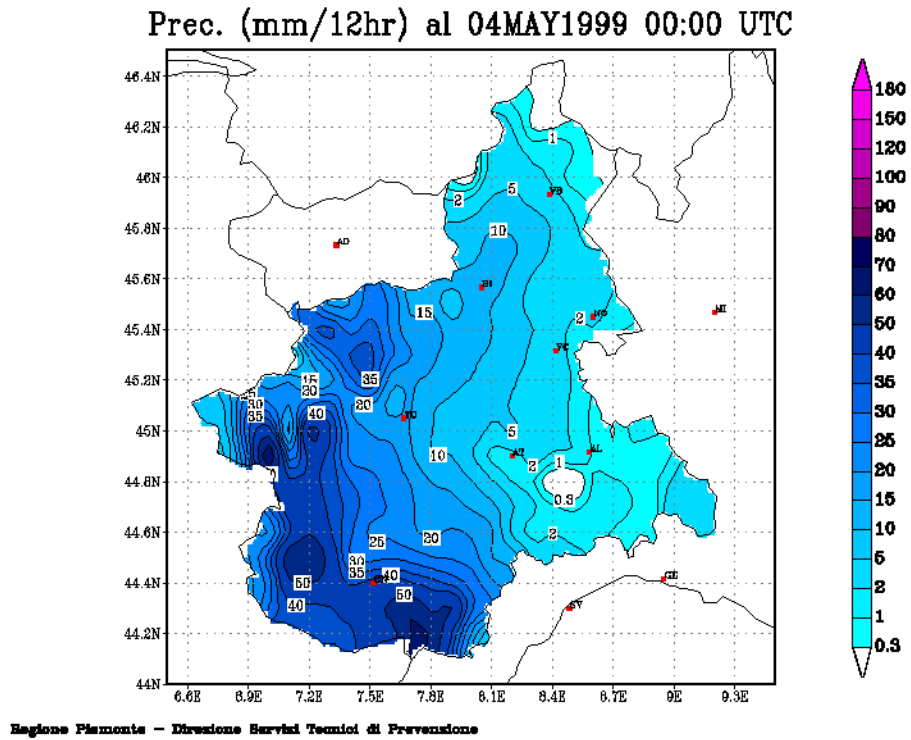 Prec. (mm/12hr) al 04MAY1999 00:00 UTC
46.4N
46.2N
46N
45.8N
45.6N
45.4N
45.2N
45N
44.8N
44.6N
44.4N
44.2N
44N
6.6E 6.9E 7.2E 7.5E 7.8E 8.1E 8.4E 8.7E 9E 9.3E
1
5
2
VB
10
AO
BI
15
2
NO
MI
VC
15
35
20
20
30
35
40
TO
5
10
2
1
AT
AL
0.3
25
20
2
30
35
40
CN
50
50
40
GE
SV
180
150
120
100
90
80
70
60
50
40
35
30
25
20
15
10
5
2
1
0.3
Regione Piemonte - Direzione Servizi Tecnici di Prevenzione